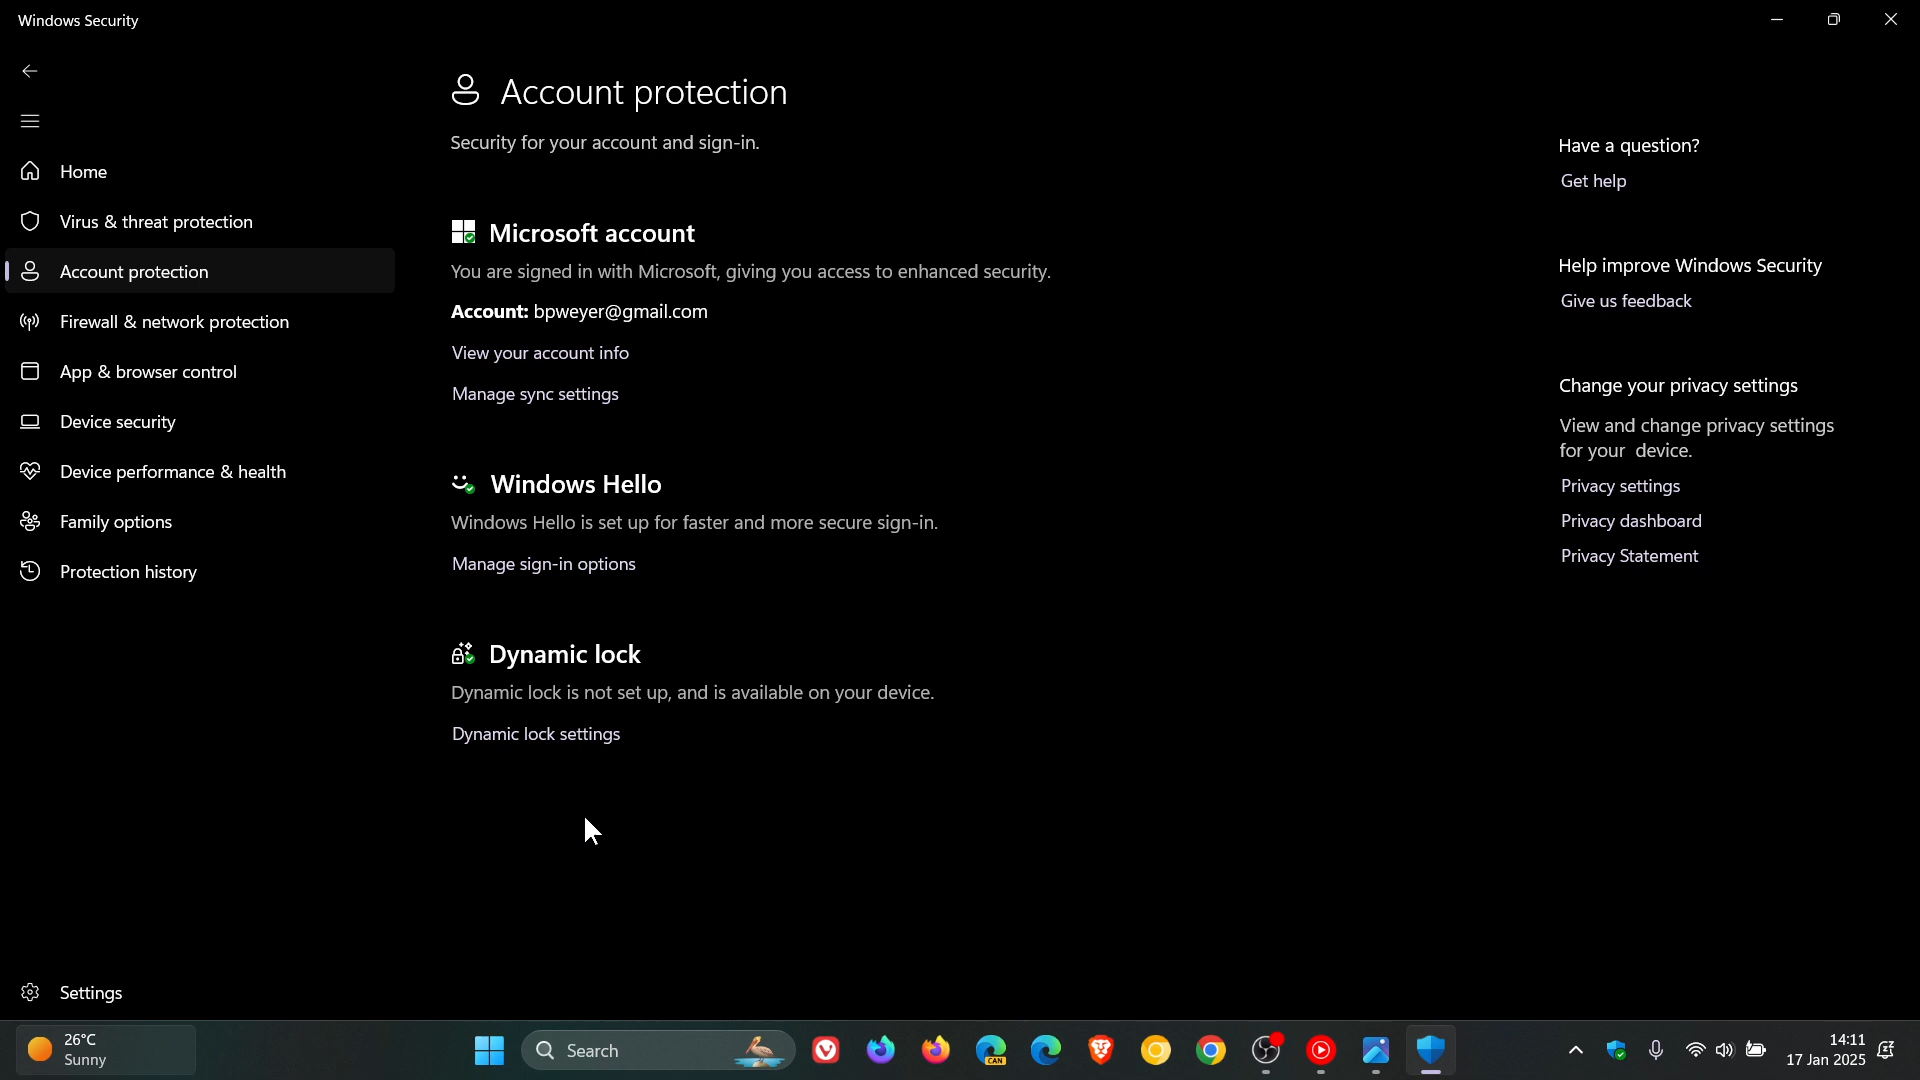 Windows Security
Home
Virus & threat protection
Account protection
Firewall & network protection
App & browser control
Device security
Device performance & health
Family options
Protection history
Settings
Account protection
Security for your account and sign-in.
Microsoft account
You are signed in with Microsoft, giving you access to enhanced security.
Account: bpweyer@gmail.com
View your account info
Manage sync settings
Windows Hello
Windows Hello is set up for faster and more secure sign-in.
Manage sign-in options
Dynamic lock
Dynamic lock is not set up, and is available on your device.
Dynamic lock settings
Have a question?
Get help
Help improve Windows Security
Give us feedback
Change your privacy settings
View and change privacy settings
for your device.
Privacy settings
Privacy dashboard
Privacy Statement
26°C
Sunny
Search
CAN
14:11
17 Jan 2025